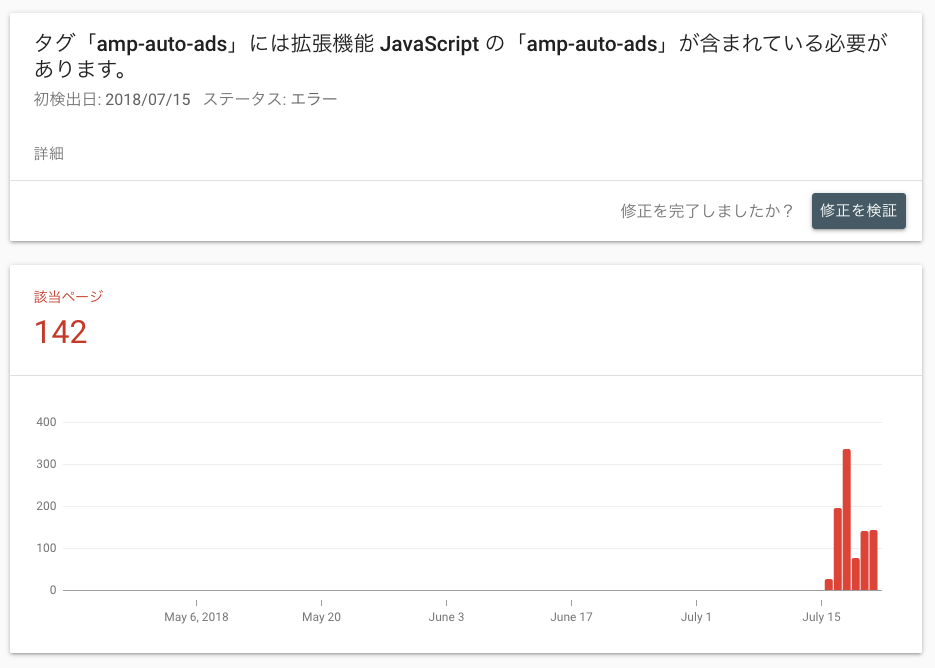 タグ「amp-auto-ads」には拡張機能 JavaScript の「amp-auto-ads」が含まれている必要が
あります。
初検出日: 2018/07/15 ステータス: エラー
詳細
修正を完了しましたか？ 修正を検証
該当ページ
142
400
300
200
100
0
May 6, 2018 May 20 June 3 June 17 July 1 July 15